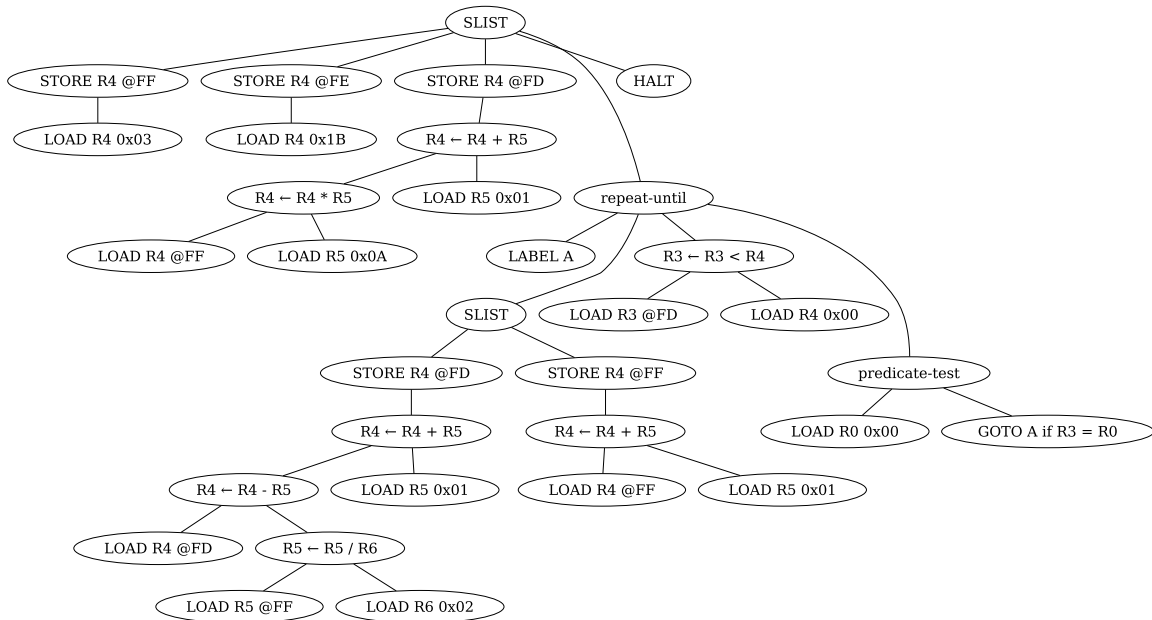 SLIST
STORE R4 @FF
STORE R4 @FE
STORE R4 @FD
HALT
LOAD R4 0x03
LOAD R4 0x1B
R4 ← R4 + R5
R4 ← R4 * R5
LOAD R5 0x01
repeat-until
LOAD R4 @FF
LOAD R5 0x0A
LABEL A
R3 ← R3 < R4
SLIST
LOAD R3 @FD
LOAD R4 0x00
STORE R4 @FD
STORE R4 @FF
predicate-test
R4 ← R4 + R5
R4 ← R4 + R5
LOAD R0 0x00
GOTO A if R3 = R0
R4 ← R4 - R5
LOAD R5 0x01
LOAD R4 @FF
LOAD R5 0x01
LOAD R4 @FD
R5 ← R5 / R6
LOAD R5 @FF
LOAD R6 0x02